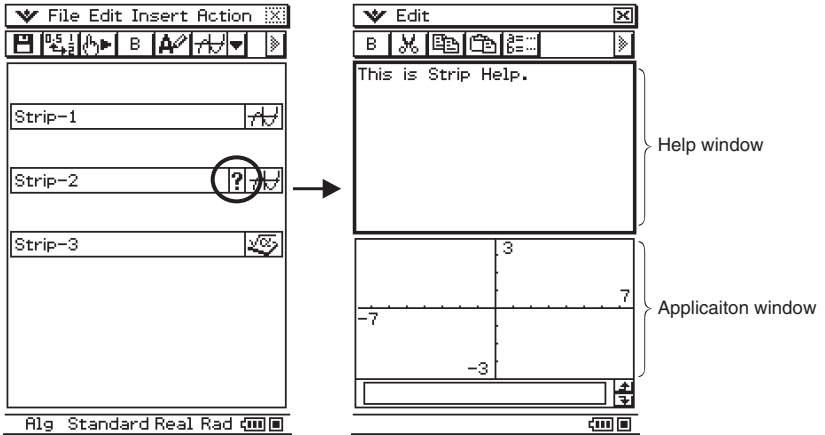 File Edit Insert Action
B
Strip-1
Strip-2 ?
Strip-3
Alg Standard Real Rad
Edit
B
This is Strip Help.
Help window
3
7
-7
-3
Applicaiton window